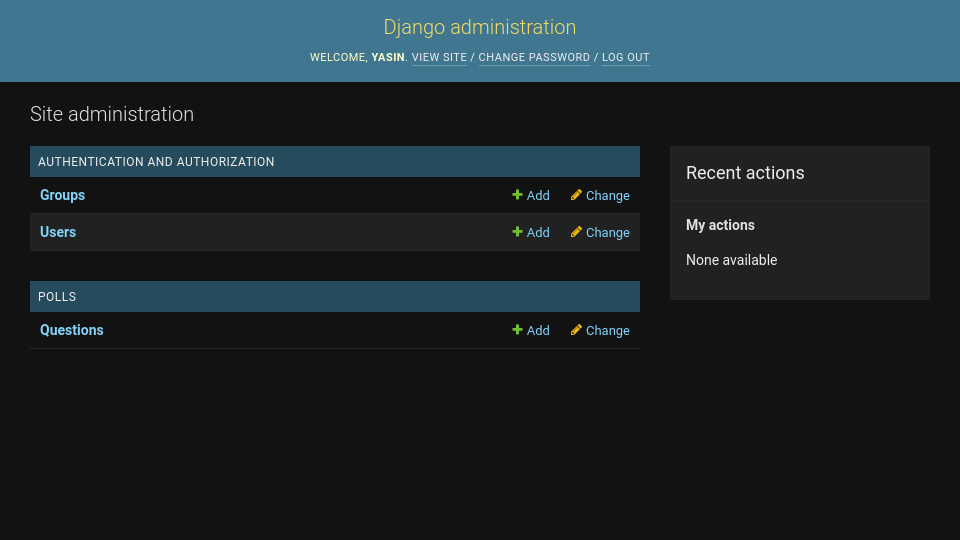 Django administration
WELCOME, YASIN. VIEW SITE / CHANGE PASSWORD / LOG OUT
Site administration
AUTHENTICATION AND AUTHORIZATION
Groups Add Change
Users Add Change
POLLS
Questions Add Change
Recent actions
My actions
None available